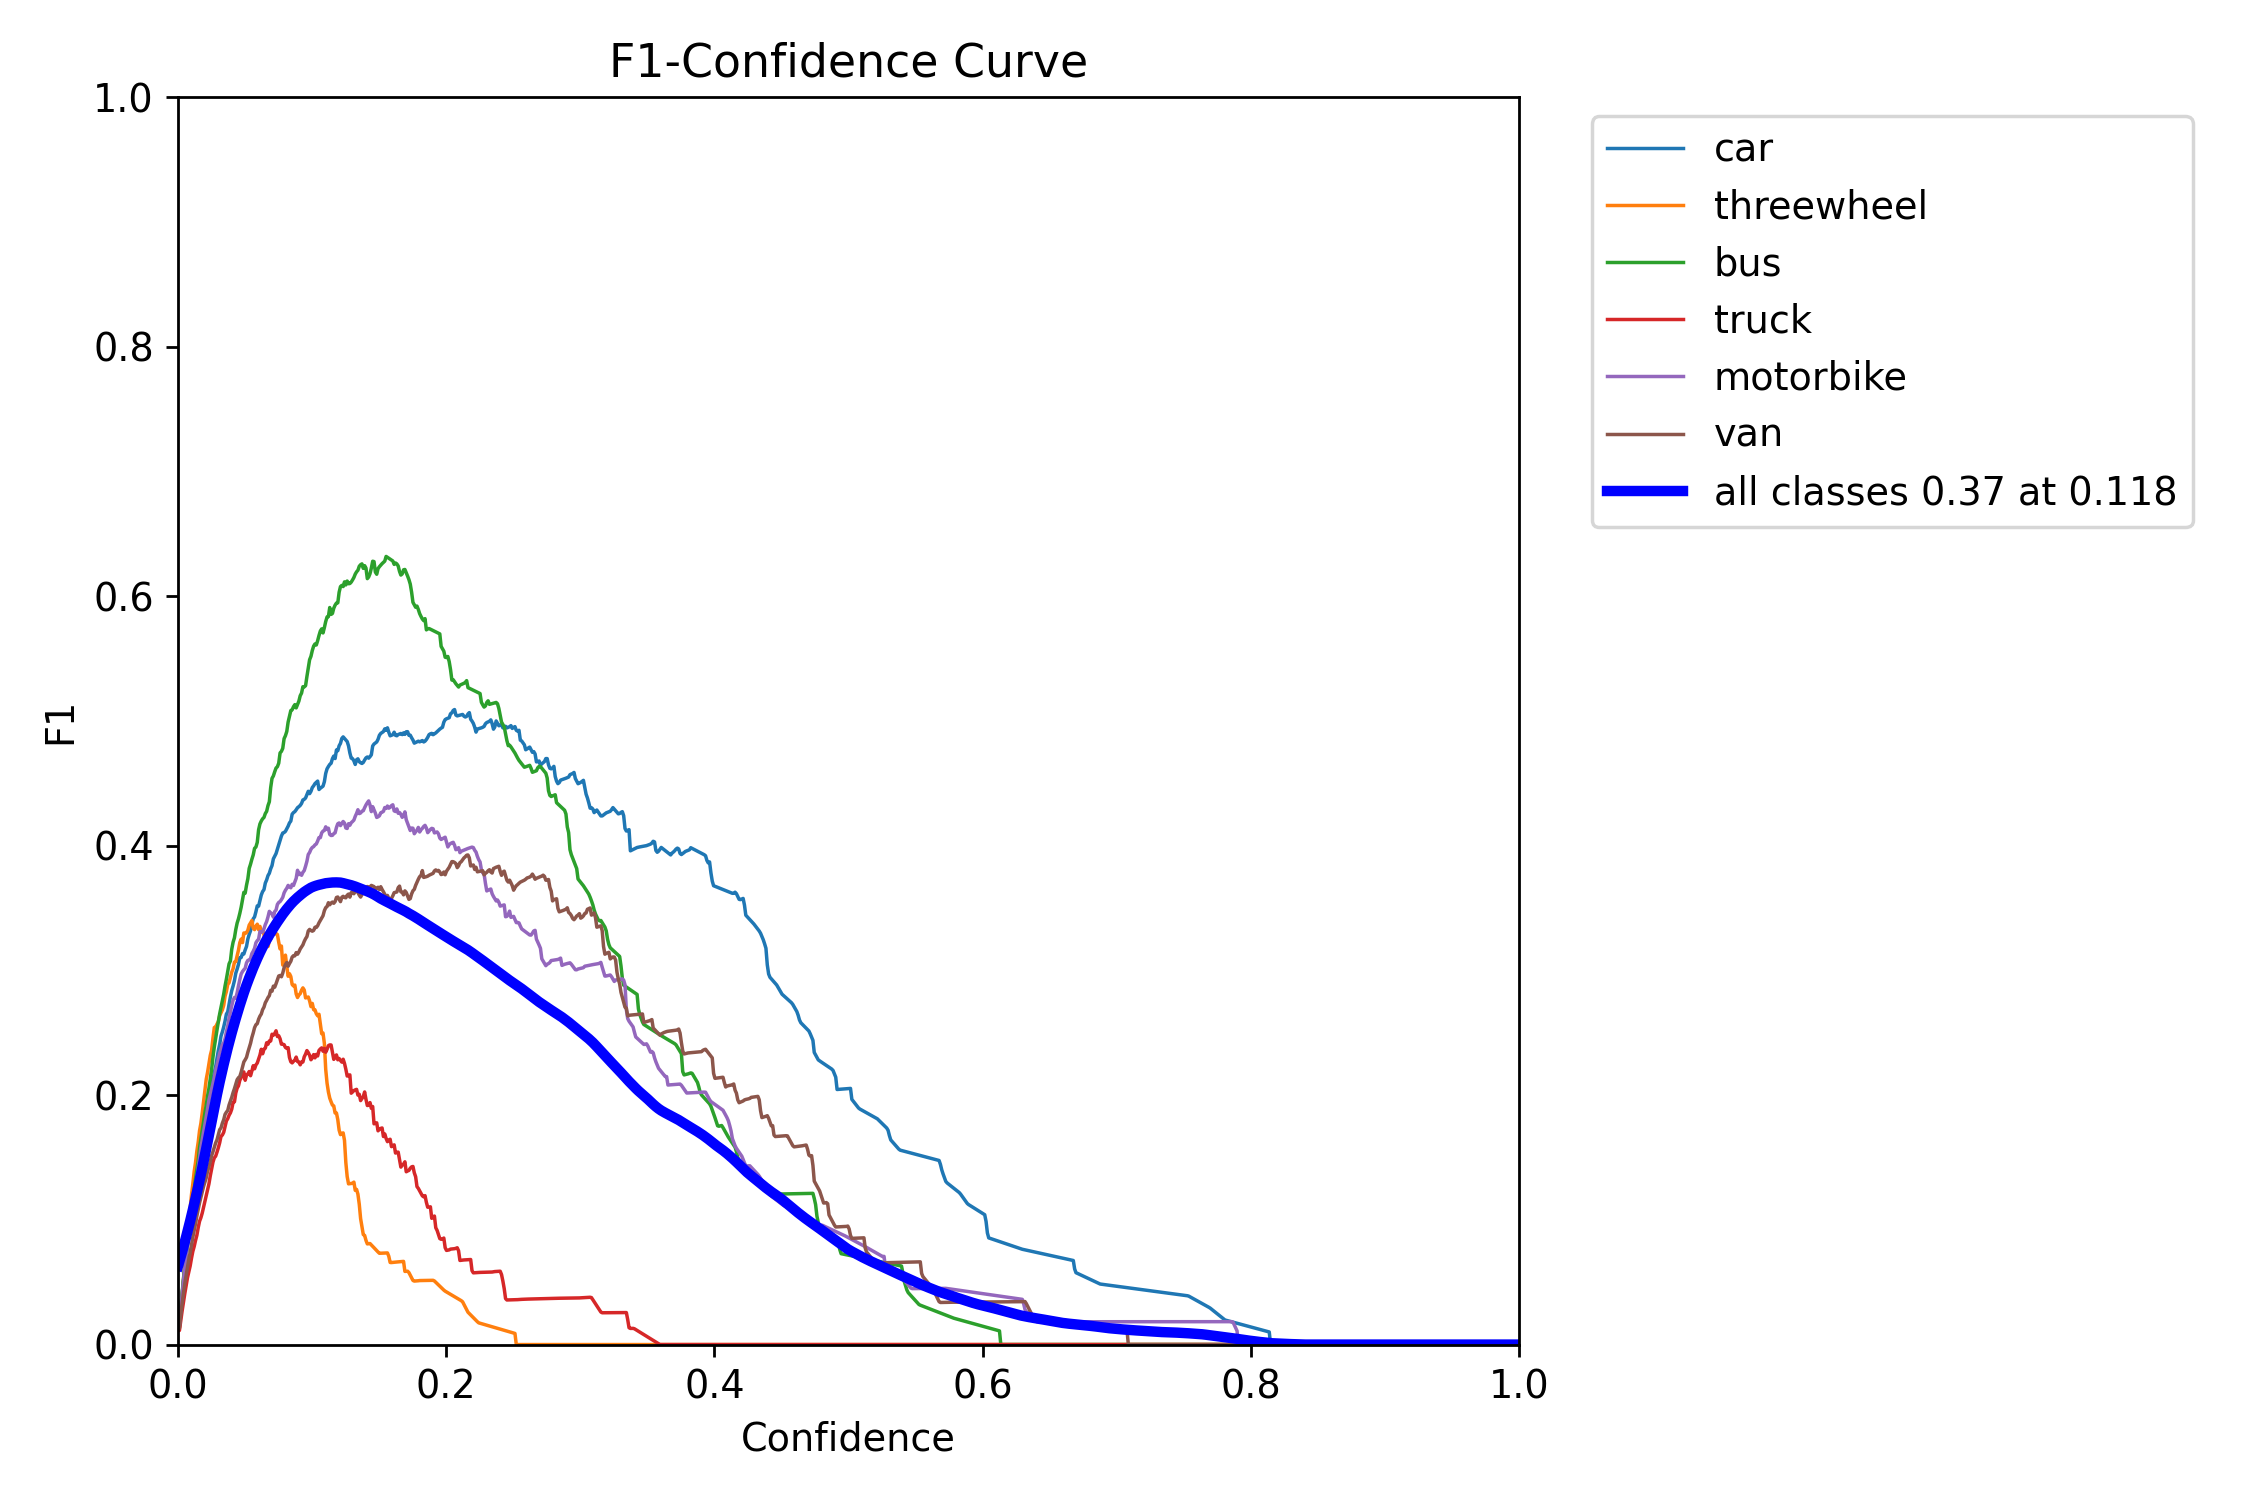 F1-Confidence Curve
1.0
0.8
0.6
0.4
0.2
0.0
F1
0.0 0.2 0.4 0.6 0.8 1.0
Confidence
car
threewheel
bus
truck
motorbike
van
all classes 0.37 at 0.118